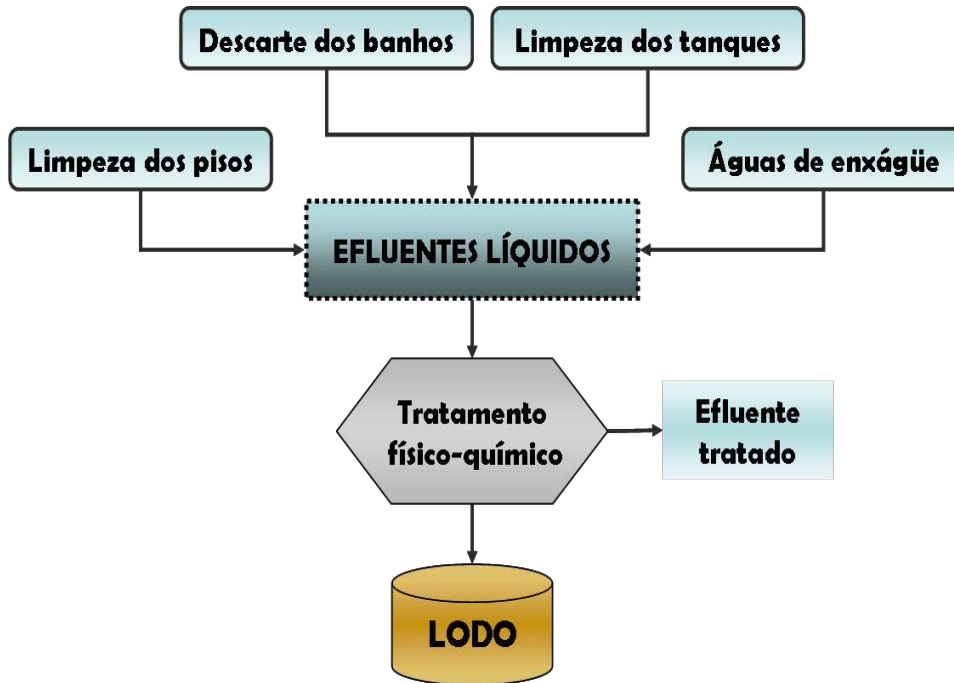 Descarte dos banhos
Limpeza dos tanques
Limpeza dos pisos
Águas de enxágüe
EFLUENTES LÍQUIDOS
Tratamento
físico-químico
Efluente
tratado
LODO